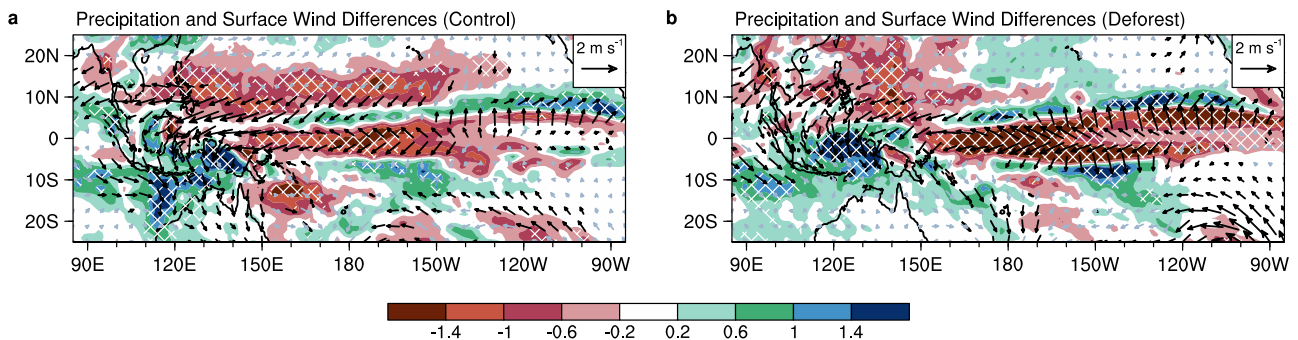 a Precipitation and Surface Wind Differences (Control)
2 m s⁻¹
20N
10N
0
10S
20S
90E 120E 150E 180 150W 120W 90W
b Precipitation and Surface Wind Differences (Deforest)
2 m s⁻¹
20N
10N
0
10S
20S
90E 120E 150E 180 150W 120W 90W
-1.4 -1 -0.6 -0.2 0.2 0.6 1 1.4